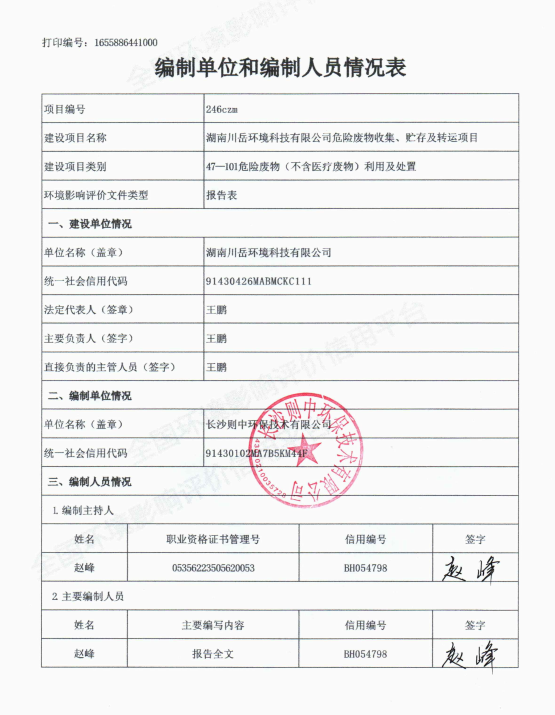 打印编号：1655886441000
编制单位和编制人员情况表
项目编号 246czm
建设项目名称 湖南川岳环境科技有限公司危险废物收集、贮存及转运项目
建设项目类别 47—101危险废物（不含医疗废物）利用及处置
环境影响评价文件类型 报告表
一、建设单位情况
单位名称（盖章） 湖南川岳环境科技有限公司
统一社会信用代码 91430426MABMCKC111
法定代表人（签章） 王鹏
主要负责人（签字） 王鹏
直接负责的主管人员（签字） 王鹏
二、编制单位情况
单位名称（盖章） 长沙则中环保技术有限公司
统一社会信用代码 91430102MA7B5KM44F
长沙则中环保技术有限公司
三、编制人员情况
1.编制主持人
姓名 职业资格证书管理号 信用编号 签字
赵峰 05356223505620053 BH054798 赵峰
2.主要编制人员
姓名 主要编写内容 信用编号 签字
赵峰 报告全文 BH054798 赵峰
全国环境影响评价信用平台